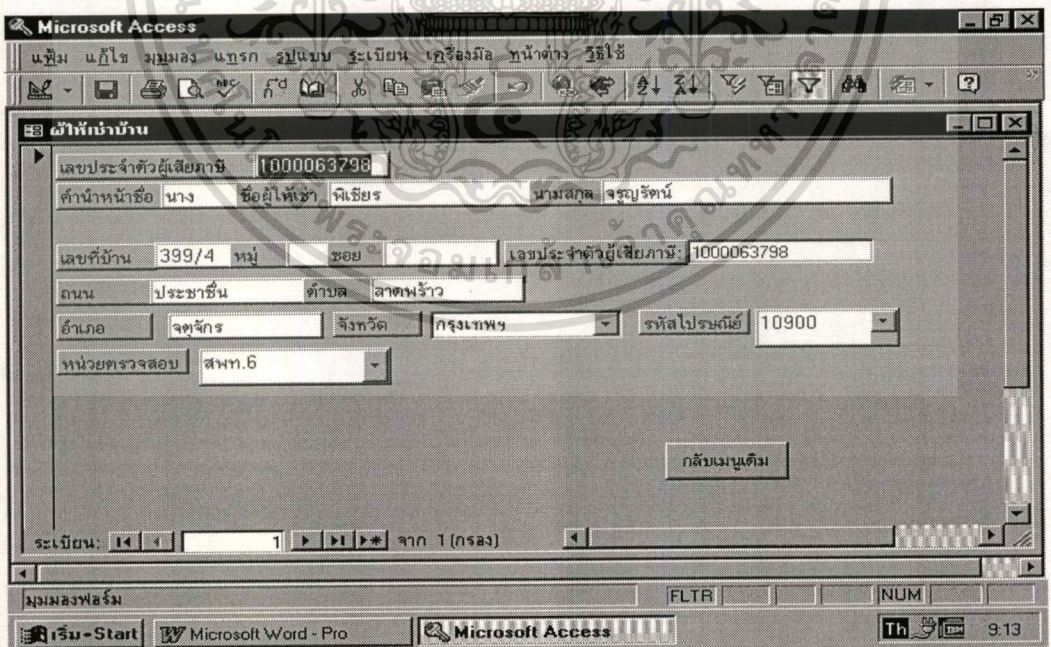 Microsoft Access
แฟ้ม แก้ไข มุมมอง แทรก รูปแบบ ระเบียน เครื่องมือ หน้าต่าง วิธีใช้
ผู้ให้เช่าบ้าน
เลขประจำตัวผู้เสียภาษี 1000063798
คำนำหน้าชื่อ นาง ชื่อผู้ให้เช่า พิเชียร นามสกุล จรูญรัตน์
เลขที่บ้าน 399/4 หมู่ ซอย เลขประจำตัวผู้เสียภาษี: 1000063798
ถนน ประชาชื่น ตำบล ลาดพร้าว
อำเภอ จตุจักร จังหวัด กรุงเทพฯ รหัสไปรษณีย์ 10900
หน่วยตรวจสอบ สพท.6
กลับเมนูเดิม
ระเบียน: 1 จาก 1 (กรอง)
มุมมองฟอร์ม FLTR NUM
เริ่ม-Start Microsoft Word - Pro Microsoft Access Th 9:13